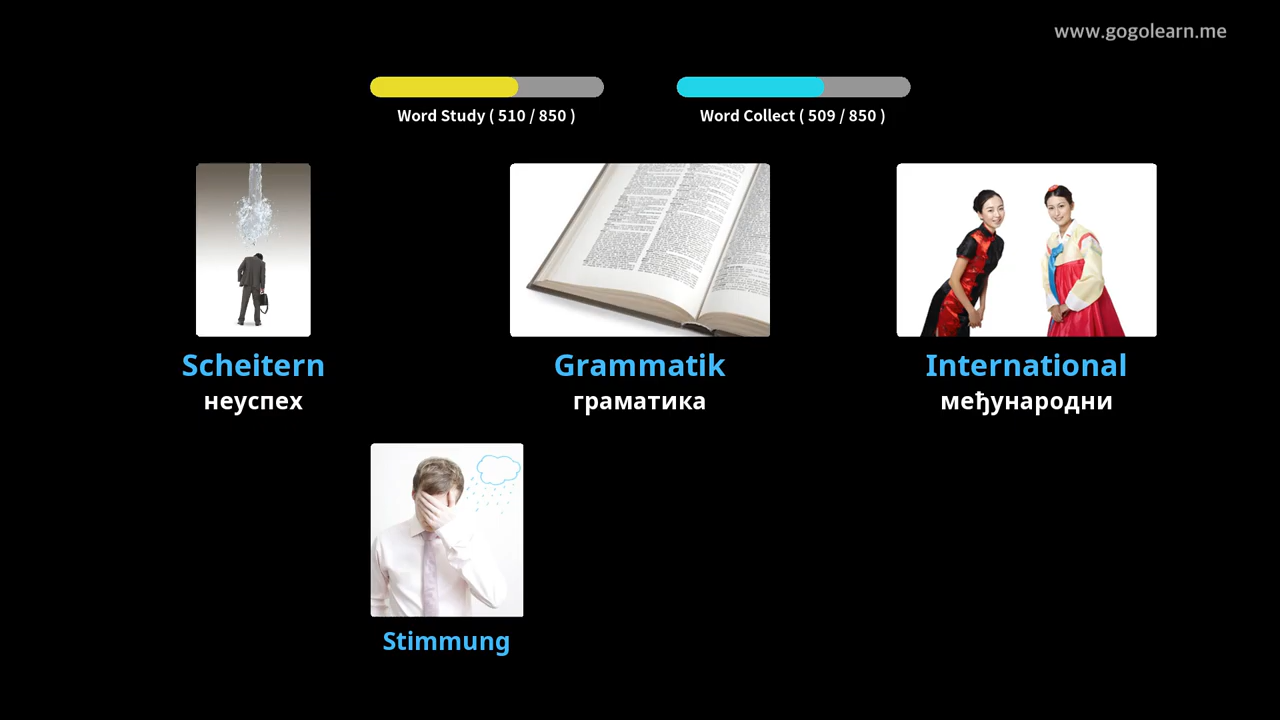 www.gogolearn.me
Word Study ( 510 / 850 )
Word Collect ( 509 / 850 )
Scheitern
неуспех
Grammatik
граматика
International
међународни
Stimmung